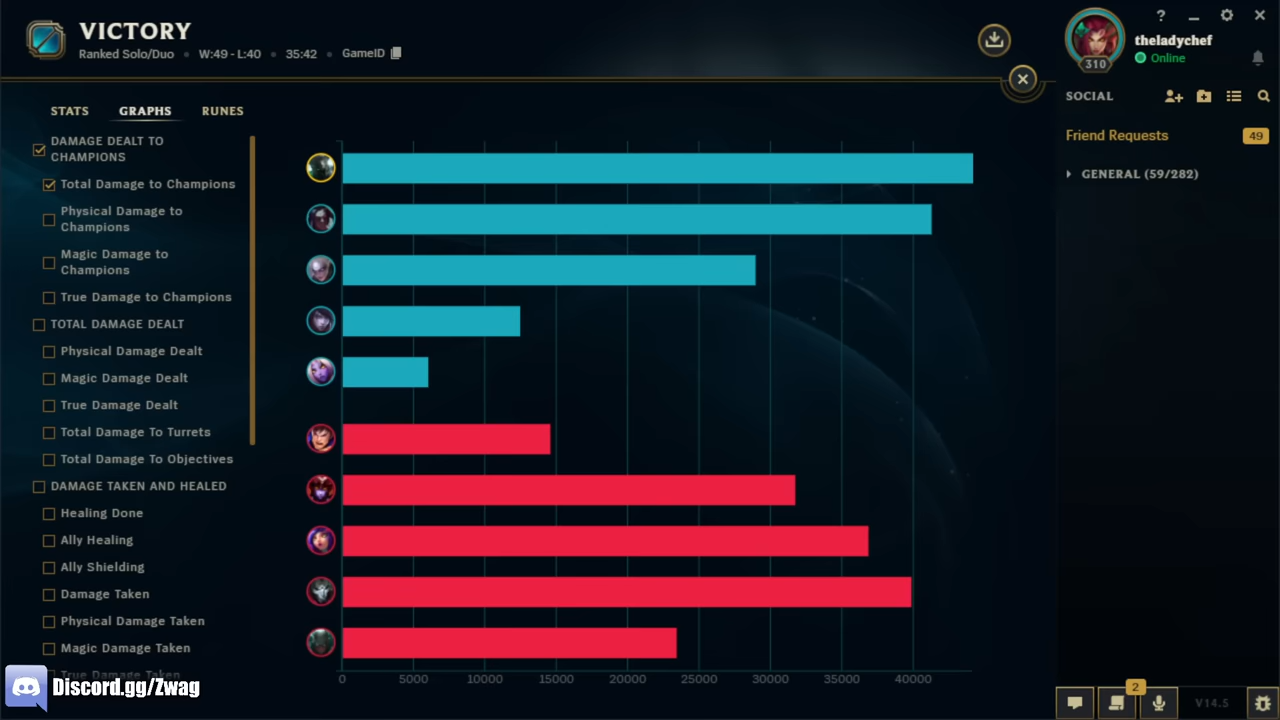 VICTORY
Ranked Solo/Duo • W:49 - L:40 • 35:42 GameID
?
theladychef
310
Online
STATS GRAPHS RUNES
SOCIAL
Friend Requests 49
GENERAL (59/282)
DAMAGE DEALT TO
CHAMPIONS
Total Damage to Champions
Physical Damage to
Champions
Magic Damage to
Champions
True Damage to Champions
TOTAL DAMAGE DEALT
Physical Damage Dealt
Magic Damage Dealt
True Damage Dealt
Total Damage To Turrets
Total Damage To Objectives
DAMAGE TAKEN AND HEALED
Healing Done
Ally Healing
Ally Shielding
Damage Taken
Physical Damage Taken
Magic Damage Taken
True Damage Taken
0 5000 10000 15000 20000 25000 30000 35000 40000
Discord.gg/Zwag
2
V14.5